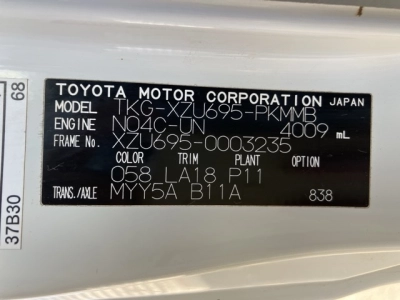 TOYOTA MOTOR CORPORATION JAPAN
MODEL TKG-XZU695-PKMMB
ENGINE N04C-UN 4009 mL
FRAME No. XZU695-0003235
COLOR TRIM PLANT OPTION
058 LA18 P11
TRANS./AXLE MYY5A B11A 838
37B30 68